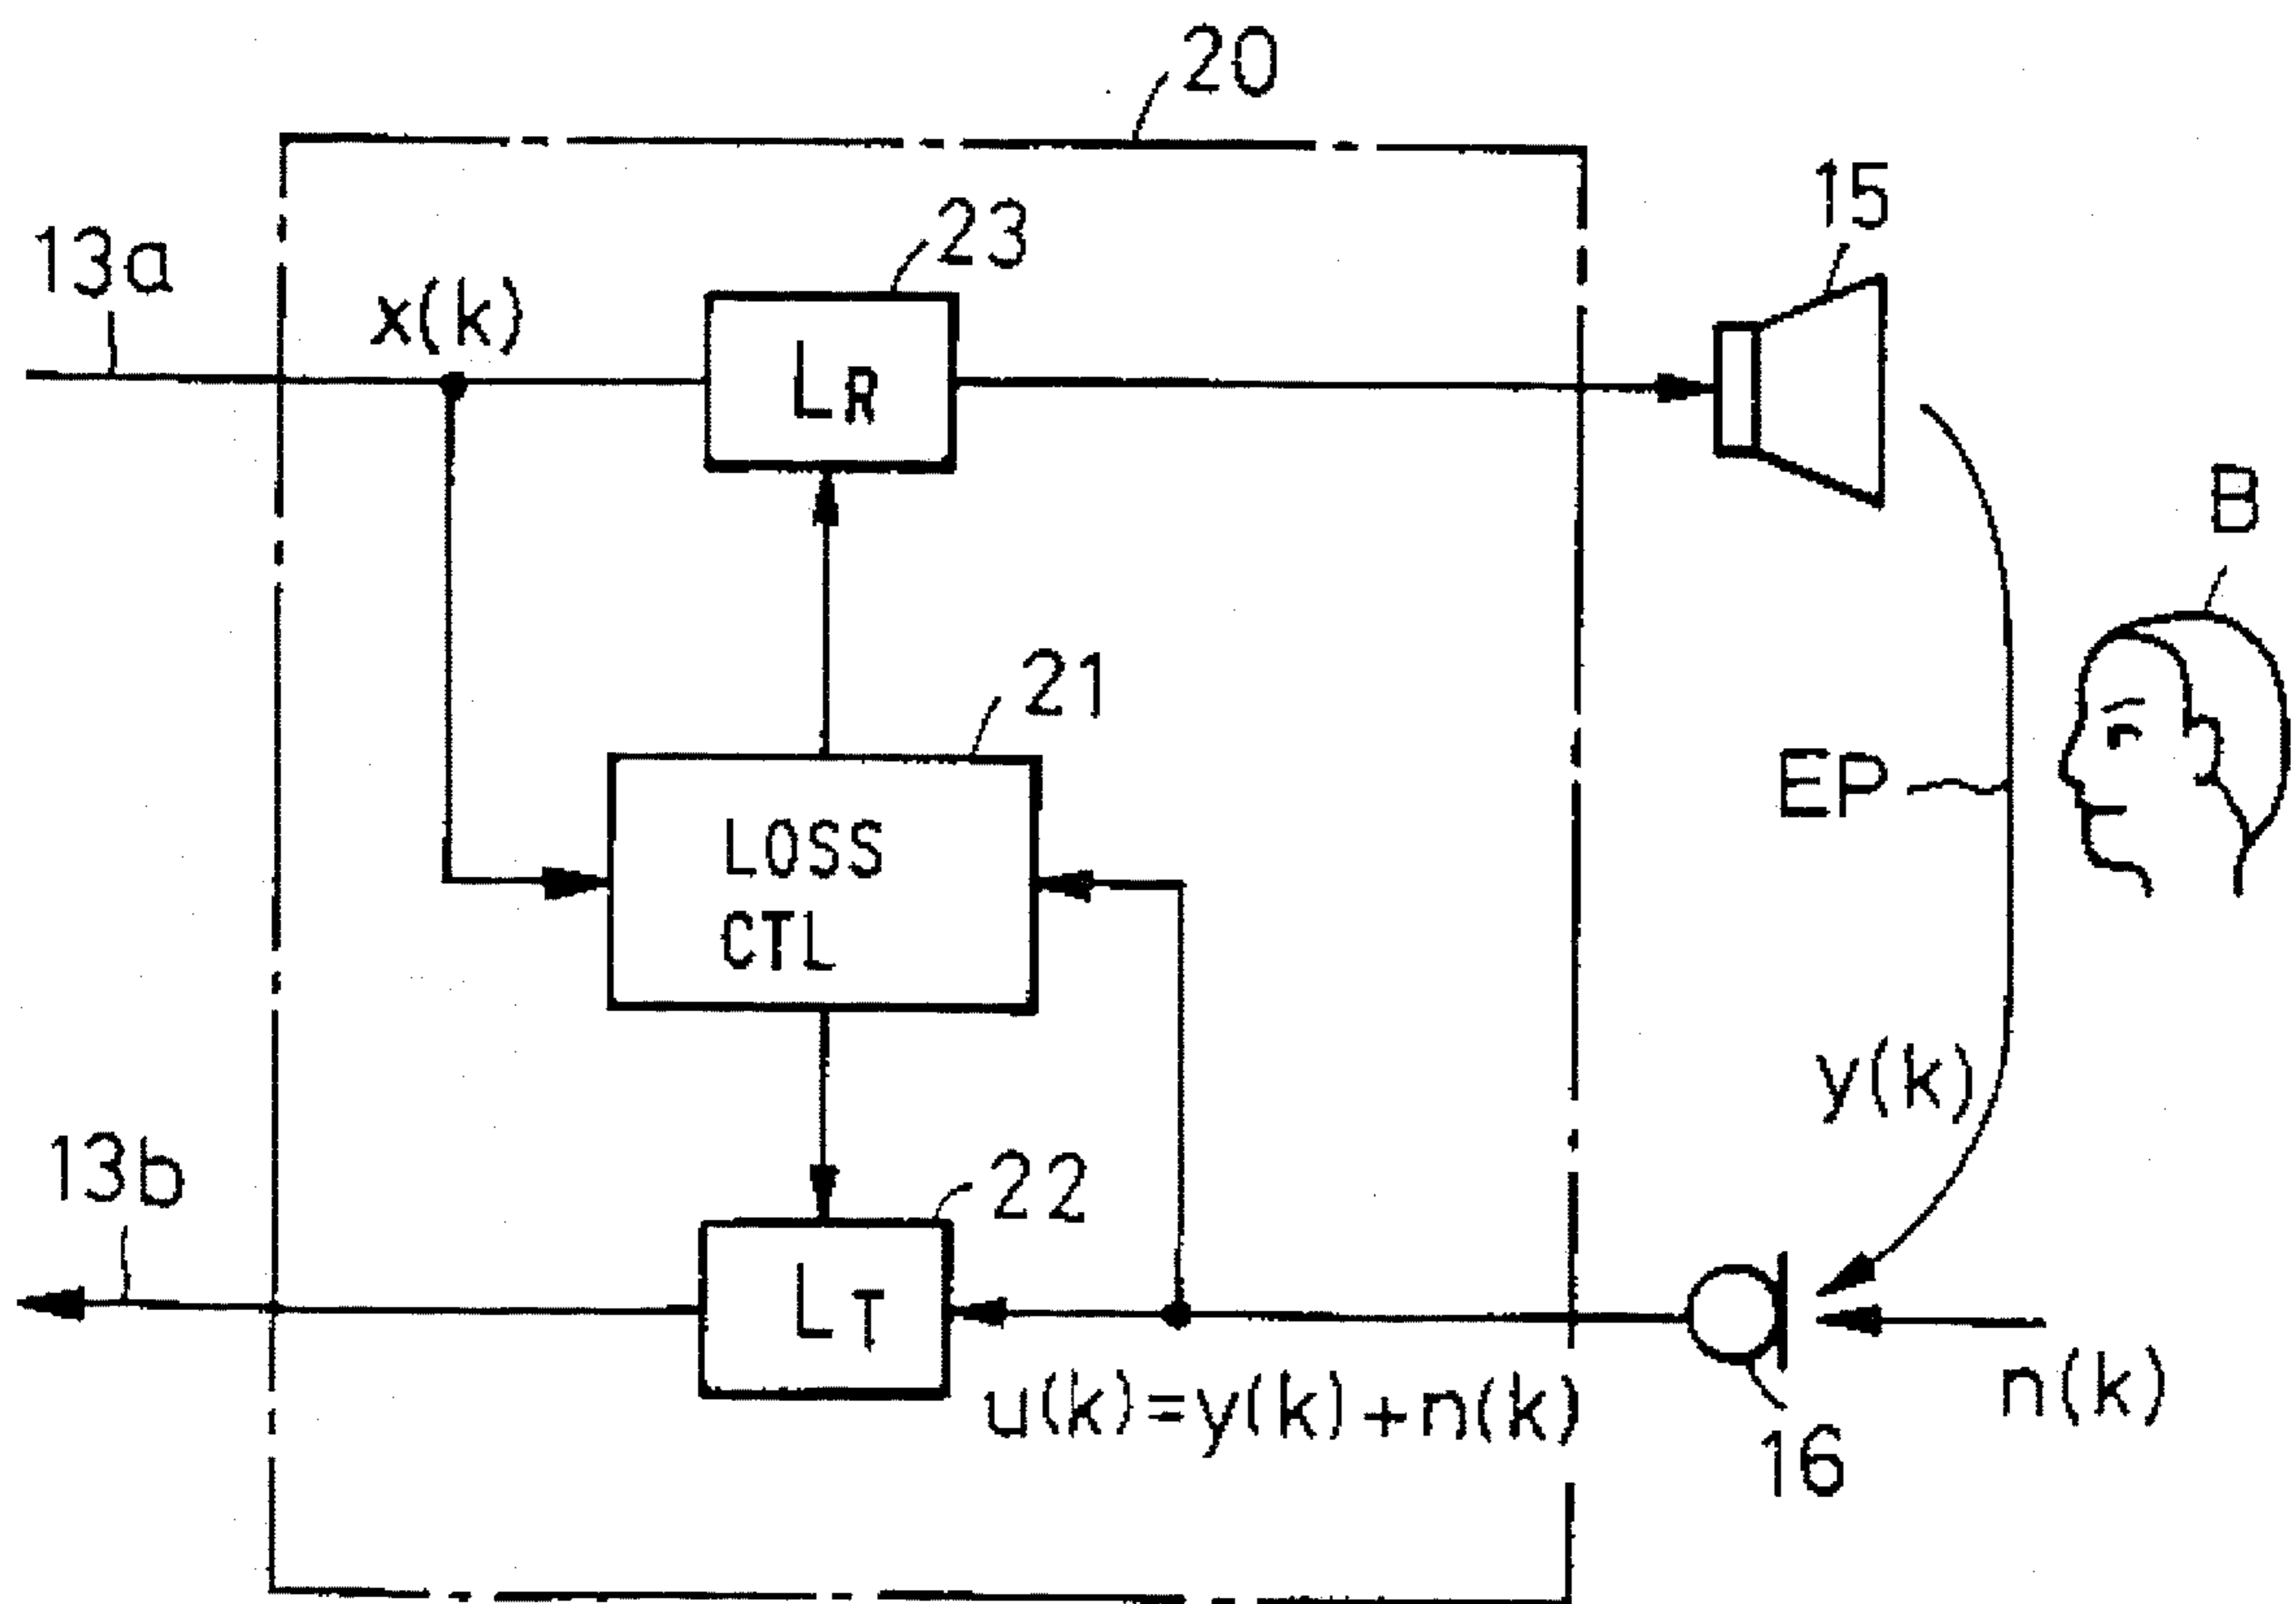 20
15
23
13a
x(k)
LR
B
21
EP
LOSS
CTL
y(k)
13b
22
LT
n(k)
u(k)=y(k)+n(k)
16